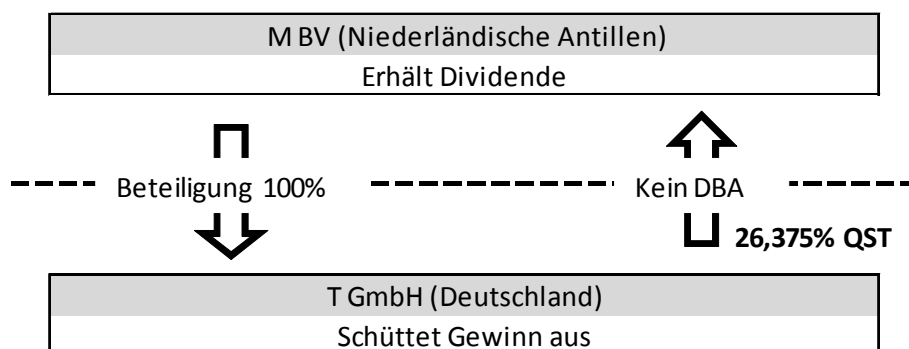 M BV (Niederländische Antillen)
Erhält Dividende
Beteiligung 100%
Kein DBA
26,375% QST
T GmbH (Deutschland)
Schüttet Gewinn aus